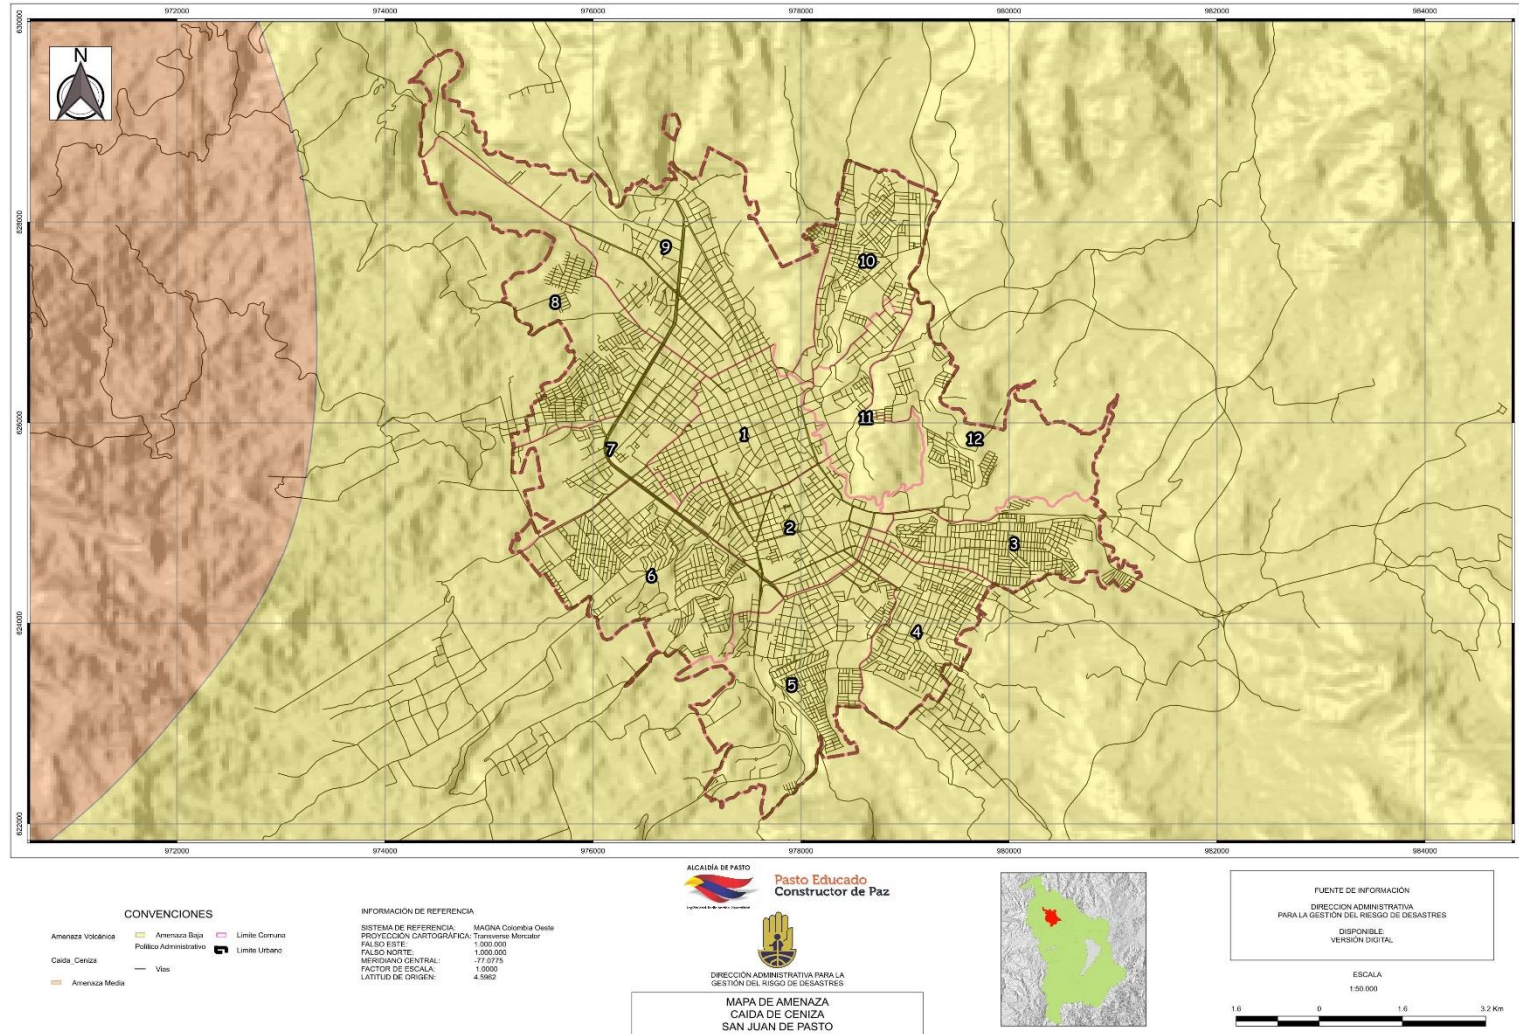 972000
974000
976000
978000
980000
982000
984000
630000
628000
626000
624000
622000
N
9
10
8
11
1
12
7
2
3
6
4
5
972000
974000
976000
978000
980000
982000
984000
CONVENCIONES
Amenaza Volcánica
Caida_Ceniza
Amenaza Media
Amenaza Baja
Político Administrativo
Vias
Limite Comuna
Limite Urbano
INFORMACIÓN DE REFERENCIA
SISTEMA DE REFERENCIA: MAGNA Colombia Oeste
PROYECCIÓN CARTOGRÁFICA: Transverse Mercator
FALSO ESTE: 1.000.000
FALSO NORTE: 1.000.000
MERIDIANO CENTRAL: -77.0775
FACTOR DE ESCALA: 1.0000
LATITUD DE ORIGEN: 4.5962
ALCALDÍA DE PASTO
Pasto Educado
Constructor de Paz
DIRECCIÓN ADMINISTRATIVA PARA LA
GESTIÓN DEL RIESGO DE DESASTRES
MAPA DE AMENAZA
CAIDA DE CENIZA
SAN JUAN DE PASTO
FUENTE DE INFORMACIÓN
DIRECCION ADMINISTRATIVA
PARA LA GESTIÓN DEL RIESGO DE DESASTRES
DISPONIBLE:
VERSIÓN DIGITAL
ESCALA
1:50.000
1.6 0 1.6 3.2 Km